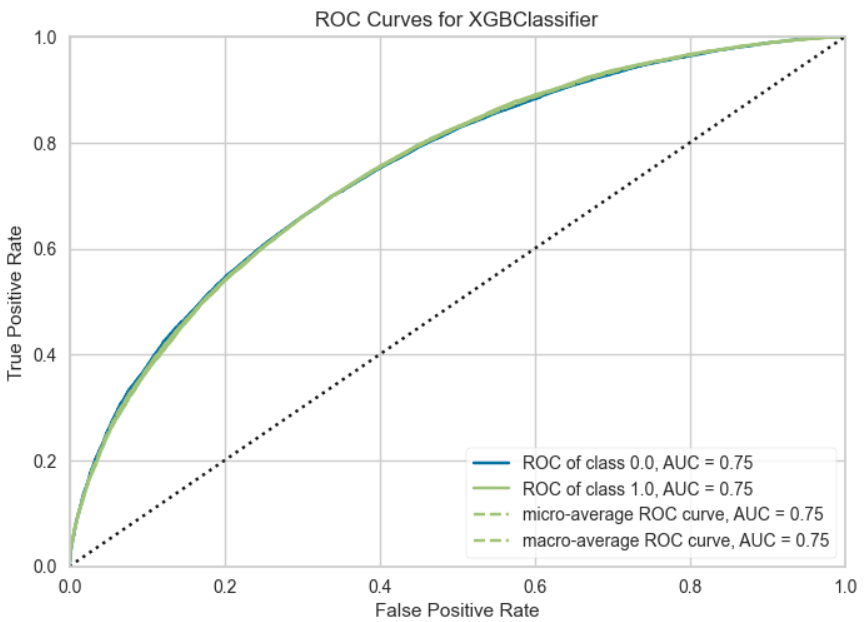 ROC Curves for XGBClassifier
1.0
0.8
0.6
0.4
0.2
0.0
True Positive Rate
ROC of class 0.0, AUC = 0.75
ROC of class 1.0, AUC = 0.75
micro-average ROC curve, AUC = 0.75
macro-average ROC curve, AUC = 0.75
0.0 0.2 0.4 0.6 0.8 1.0
False Positive Rate